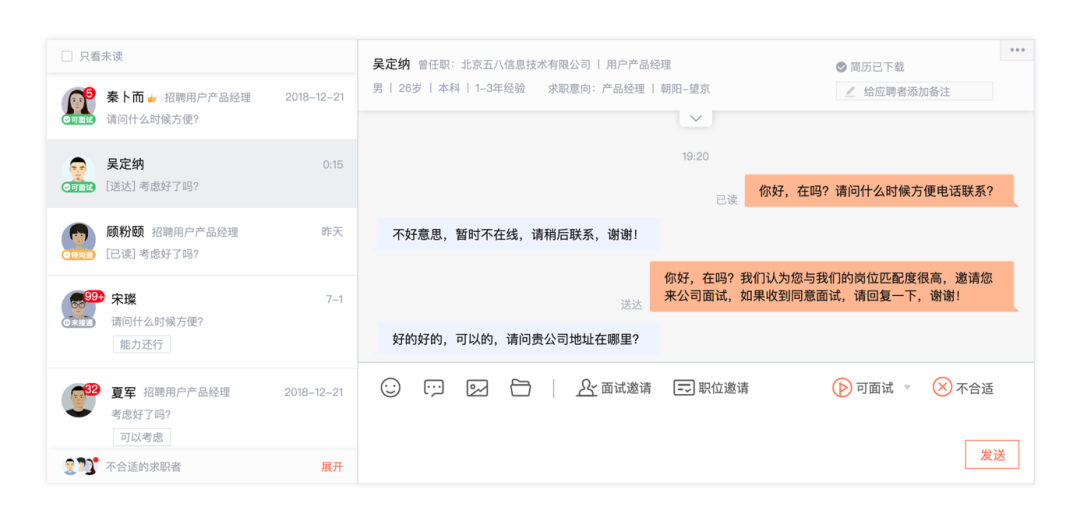 只看未读
5
秦卜而 招聘用户产品经理 2018-12-21
可面试 请问什么时候方便?
吴定纳 0:15
可面试 [送达] 考虑好了吗?
顾粉颐 招聘用户产品经理 昨天
待沟通 [已读] 考虑好了吗?
99+ 宋璨 7-1
未接通 请问什么时候方便?
能力还行
32 夏军 招聘用户产品经理 2018-12-21
考虑好了吗?
可以考虑
不合适的求职者 展开
吴定纳 曾任职: 北京五八信息技术有限公司 | 用户产品经理
男 | 26岁 | 本科 | 1-3年经验 求职意向: 产品经理 | 朝阳-望京
简历已下载
给应聘者添加备注
19:20
你好, 在吗? 请问什么时候方便电话联系?
已读
不好意思, 暂时不在线, 请稍后联系, 谢谢!
你好, 在吗? 我们认为您与我们的岗位匹配度很高, 邀请您
来公司面试, 如果收到同意面试, 请回复一下, 谢谢!
送达
好的好的, 可以的, 请问贵公司地址在哪里?
面试邀请 职位邀请 可面试 不合适
发送